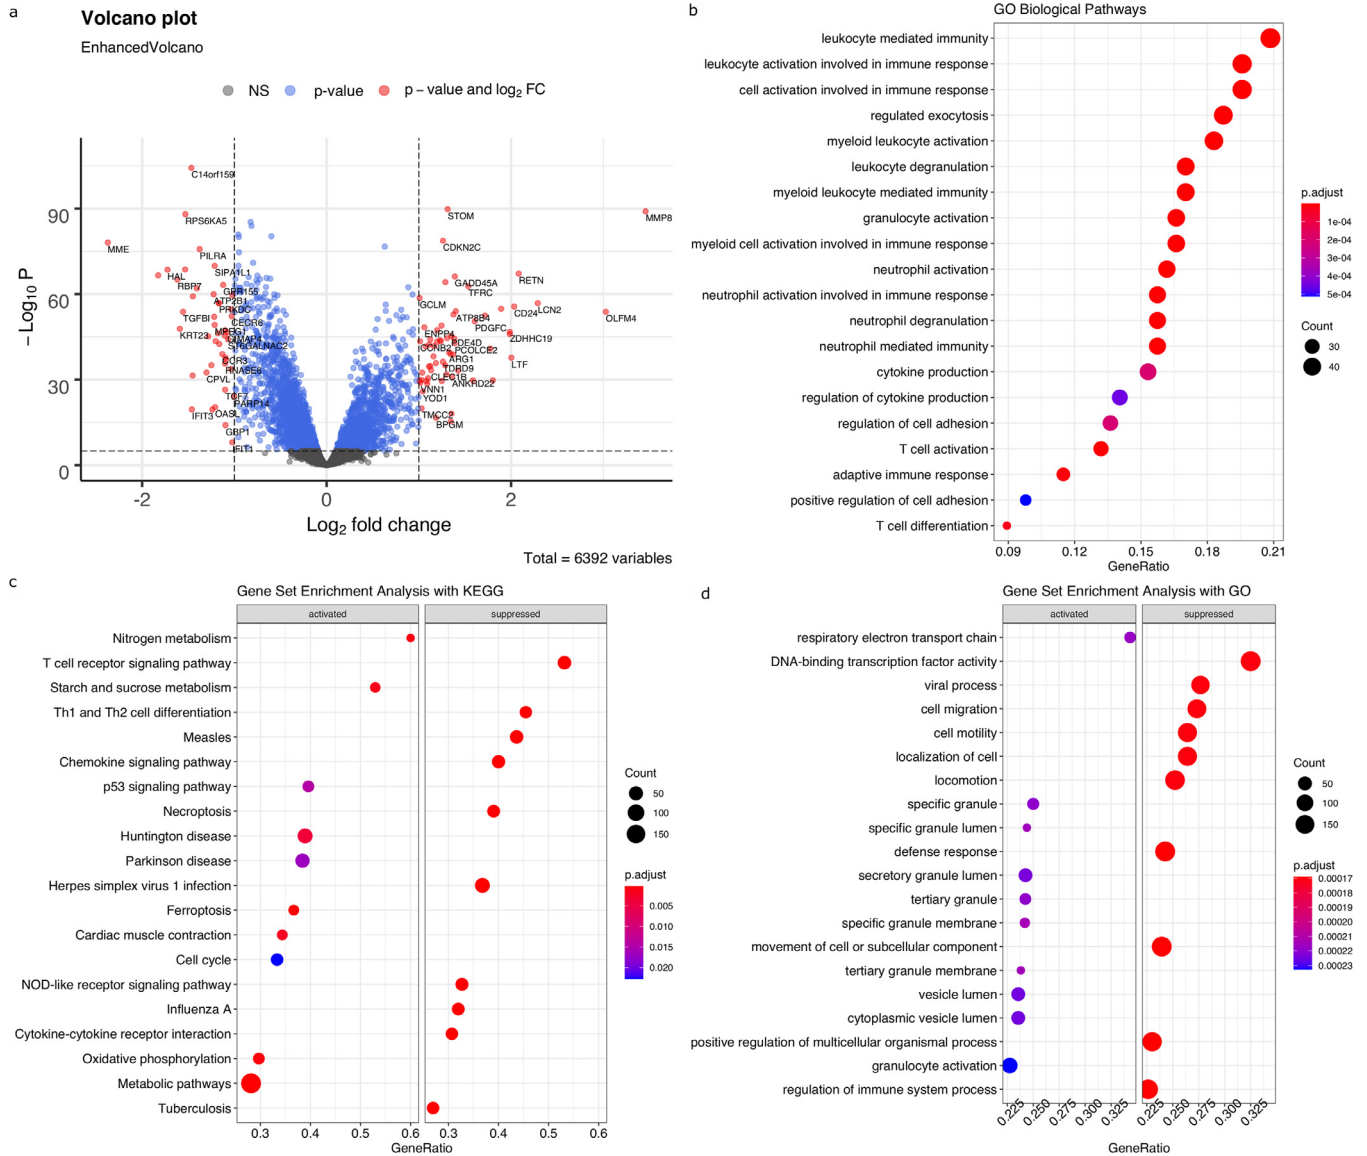 a
Volcano plot
EnhancedVolcano
NS
p-value
p – value and log2 FC
– Log10 P
90
60
30
0
C14orf159
RPS6KA5
MME
PILRA
SIPA1L1
HAL
RBP7
GPR155
ATP2B1
PRKDC
TGFBI
CECR6
MPEG1
KRT23
GIMAP4
ST6GALNAC2
CCR3
RNASE6
CPVL
TCF7
PARP14
IFIT3
OASL
GBP1
IFIT1
STOM
MMP8
CDKN2C
GADD45A
RETN
TFRC
GCLM
ATP8B4
CD24
LCN2
OLFM4
PDGFC
ENPP4
ZDHHC19
PDE4D
CCNB2
PCOLCE2
ARG1
LTF
TDRD9
CLEC1B
ANKRD22
VNN1
YOD1
TMCC2
BPGM
-2
0
2
Log2 fold change
Total = 6392 variables
b
GO Biological Pathways
leukocyte mediated immunity
leukocyte activation involved in immune response
cell activation involved in immune response
regulated exocytosis
myeloid leukocyte activation
leukocyte degranulation
myeloid leukocyte mediated immunity
granulocyte activation
myeloid cell activation involved in immune response
neutrophil activation
neutrophil activation involved in immune response
neutrophil degranulation
neutrophil mediated immunity
cytokine production
regulation of cytokine production
regulation of cell adhesion
T cell activation
adaptive immune response
positive regulation of cell adhesion
T cell differentiation
0.09
0.12
0.15
0.18
0.21
GeneRatio
p.adjust
1e-04
2e-04
3e-04
4e-04
5e-04
Count
30
40
c
Gene Set Enrichment Analysis with KEGG
activated
suppressed
Nitrogen metabolism
T cell receptor signaling pathway
Starch and sucrose metabolism
Th1 and Th2 cell differentiation
Measles
Chemokine signaling pathway
p53 signaling pathway
Necroptosis
Huntington disease
Parkinson disease
Herpes simplex virus 1 infection
Ferroptosis
Cardiac muscle contraction
Cell cycle
NOD-like receptor signaling pathway
Influenza A
Cytokine-cytokine receptor interaction
Oxidative phosphorylation
Metabolic pathways
Tuberculosis
0.3
0.4
0.5
0.6
0.3
0.4
0.5
0.6
GeneRatio
Count
50
100
150
p.adjust
0.005
0.010
0.015
0.020
d
Gene Set Enrichment Analysis with GO
activated
suppressed
respiratory electron transport chain
DNA-binding transcription factor activity
viral process
cell migration
cell motility
localization of cell
locomotion
specific granule
specific granule lumen
defense response
secretory granule lumen
tertiary granule
specific granule membrane
movement of cell or subcellular component
tertiary granule membrane
vesicle lumen
cytoplasmic vesicle lumen
positive regulation of multicellular organismal process
granulocyte activation
regulation of immune system process
0.225
0.250
0.275
0.300
0.325
0.225
0.250
0.275
0.300
0.325
GeneRatio
Count
50
100
150
p.adjust
0.00017
0.00018
0.00019
0.00020
0.00021
0.00022
0.00023